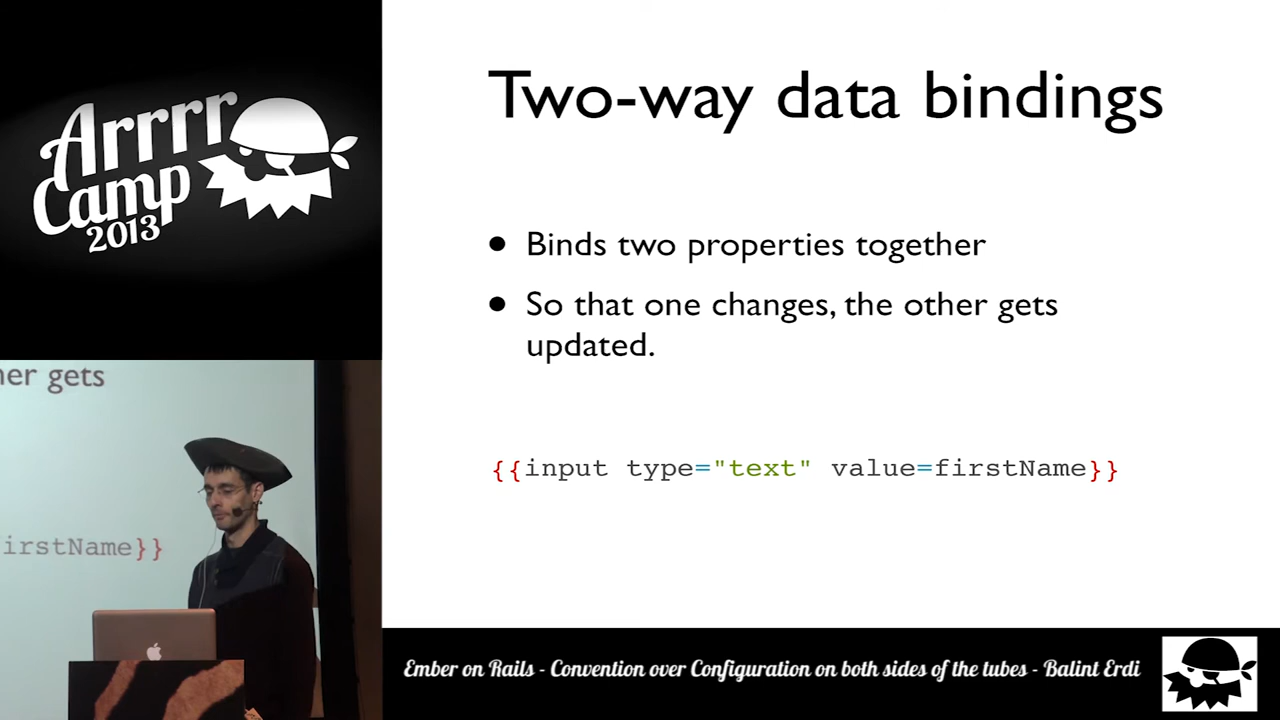 Arrrr
Camp
2013
Two-way data bindings
• Binds two properties together
• So that one changes, the other gets
updated.
{{input type="text" value=firstName}}
her gets
irstName}}
Ember on Rails - Convention over Configuration on both sides of the tubes - Balint Erdi